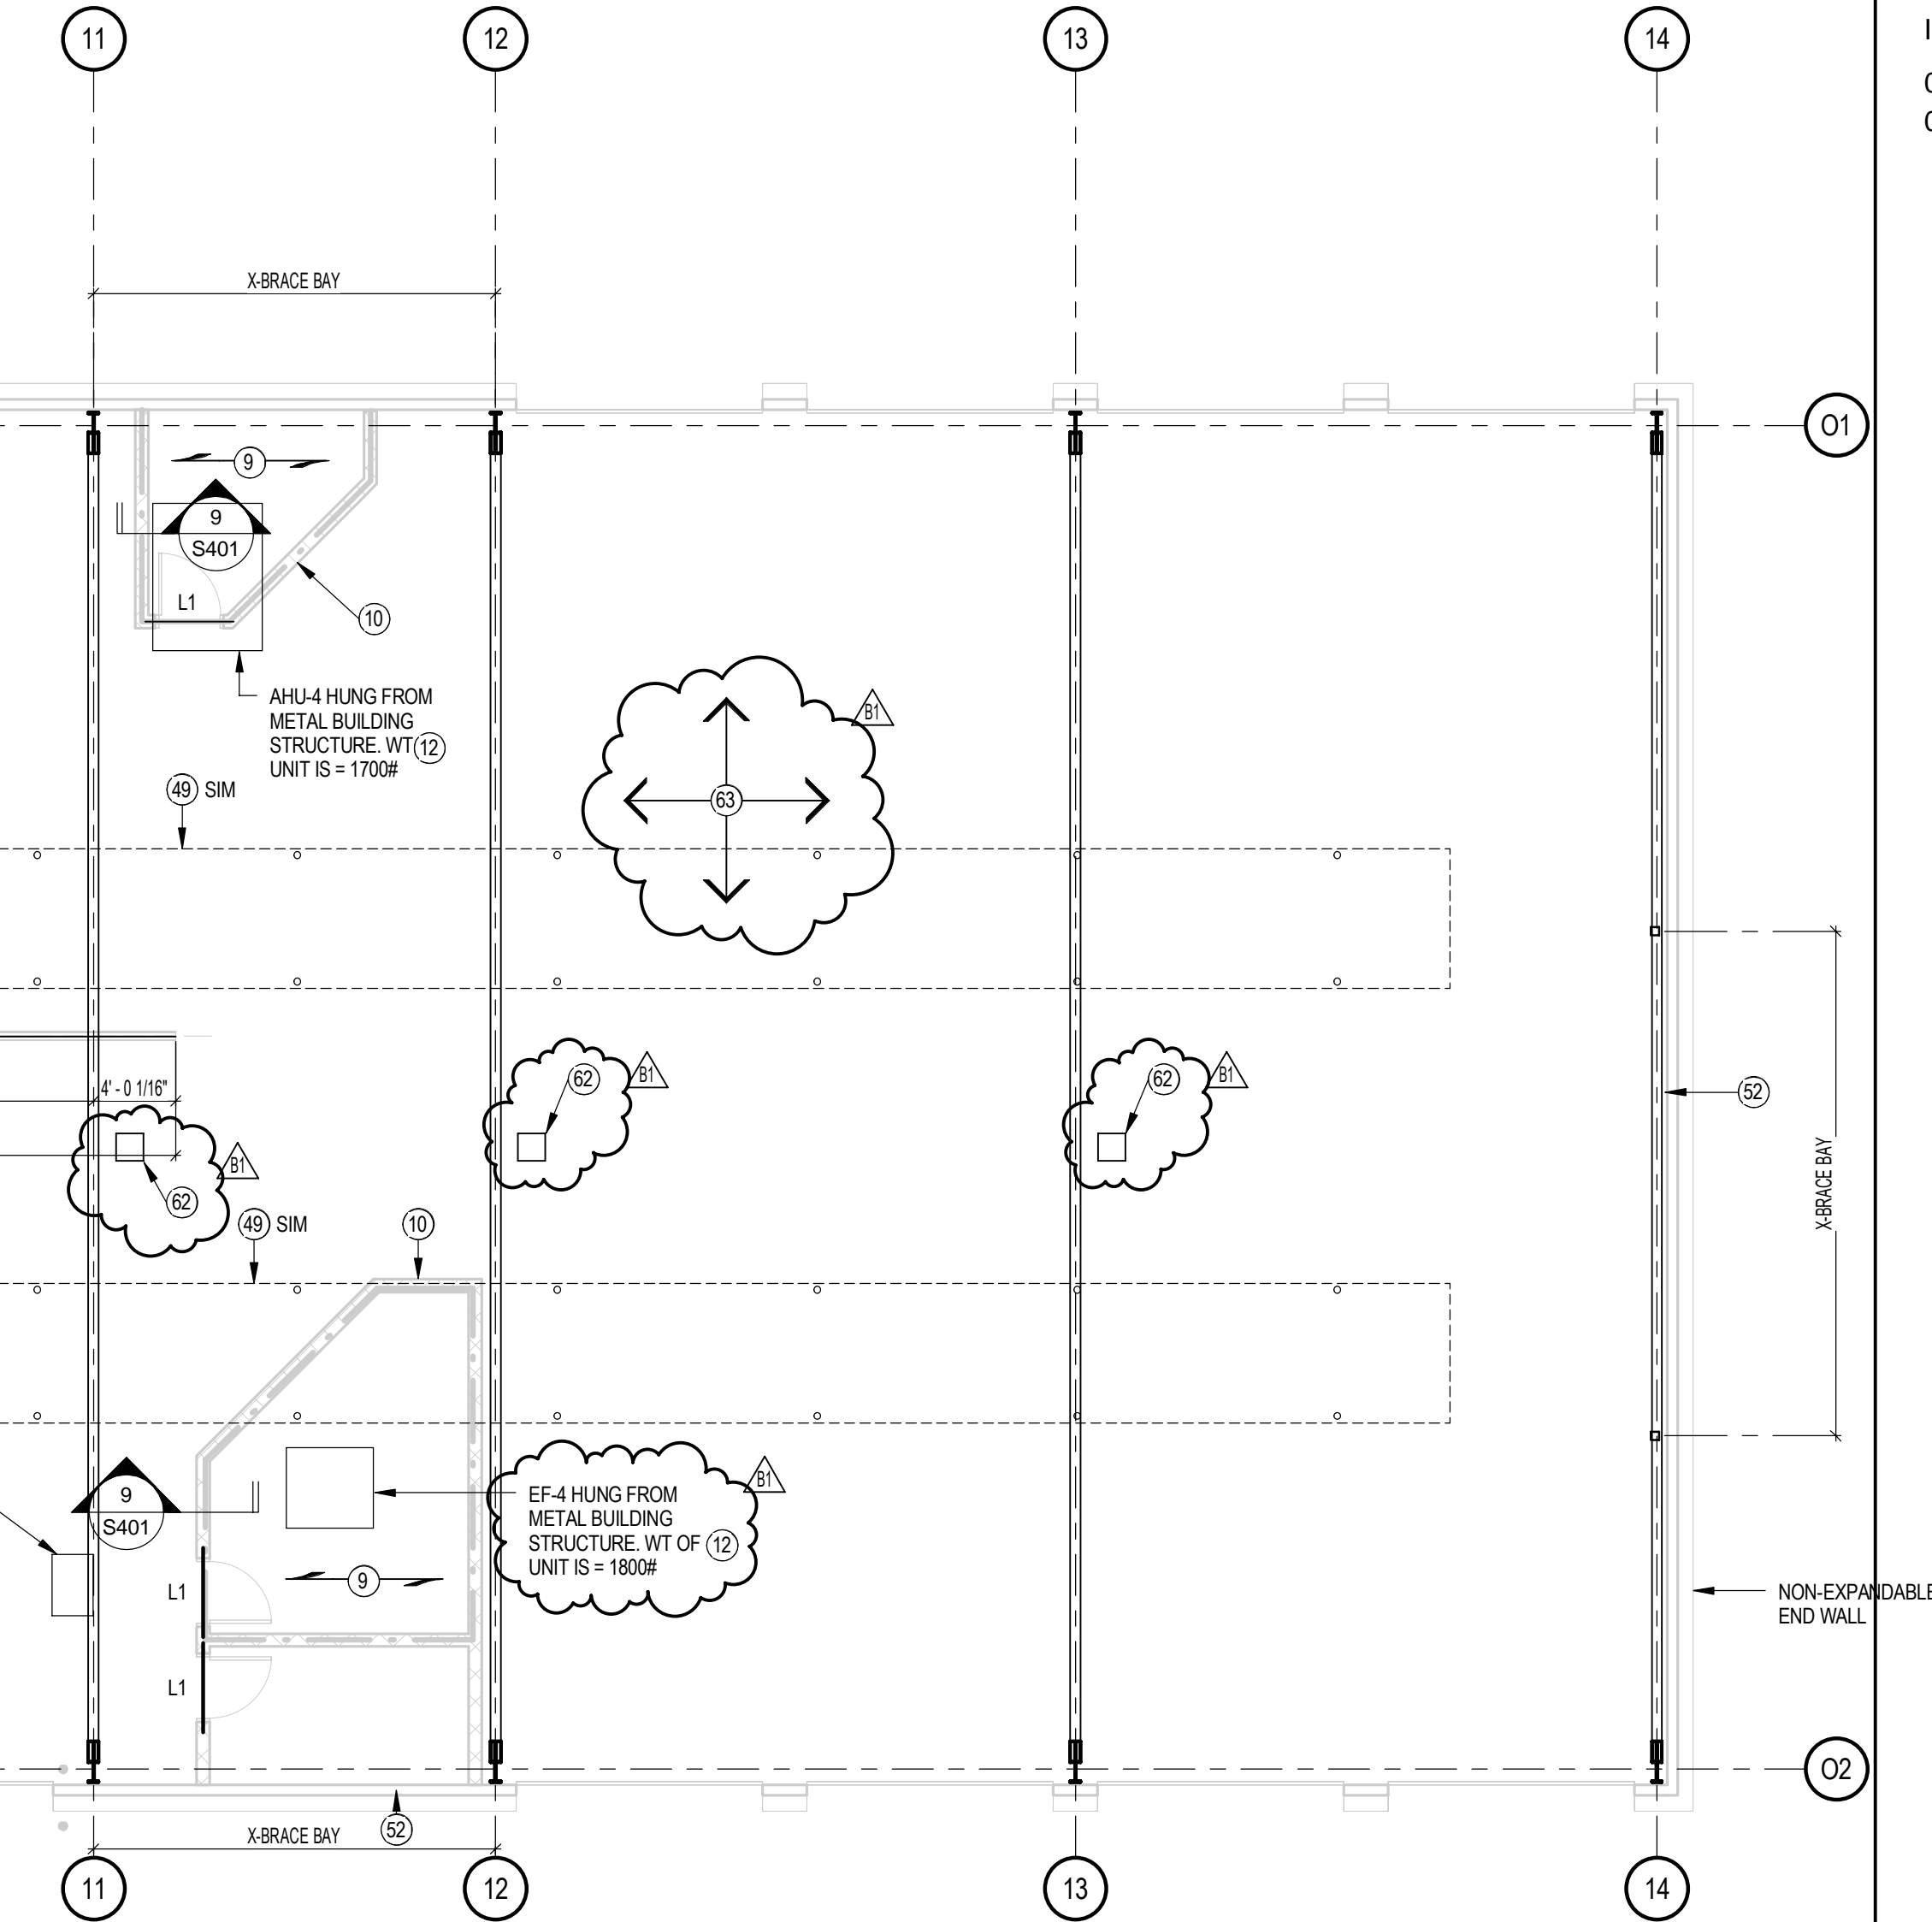 11
12
13
14
X-BRACE BAY
O1
9
9
S401
L1
10
AHU-4 HUNG FROM
METAL BUILDING
STRUCTURE. WT 12
UNIT IS = 1700#
B1
63
49 SIM
4' - 0 1/16"
62
B1
62
B1
62
B1
52
X-BRACE BAY
49 SIM
10
9
S401
EF-4 HUNG FROM
METAL BUILDING
STRUCTURE. WT OF 12
UNIT IS = 1800#
B1
9
L1
L1
NON-EXPANDABLE
END WALL
O2
52
X-BRACE BAY
11
12
13
14